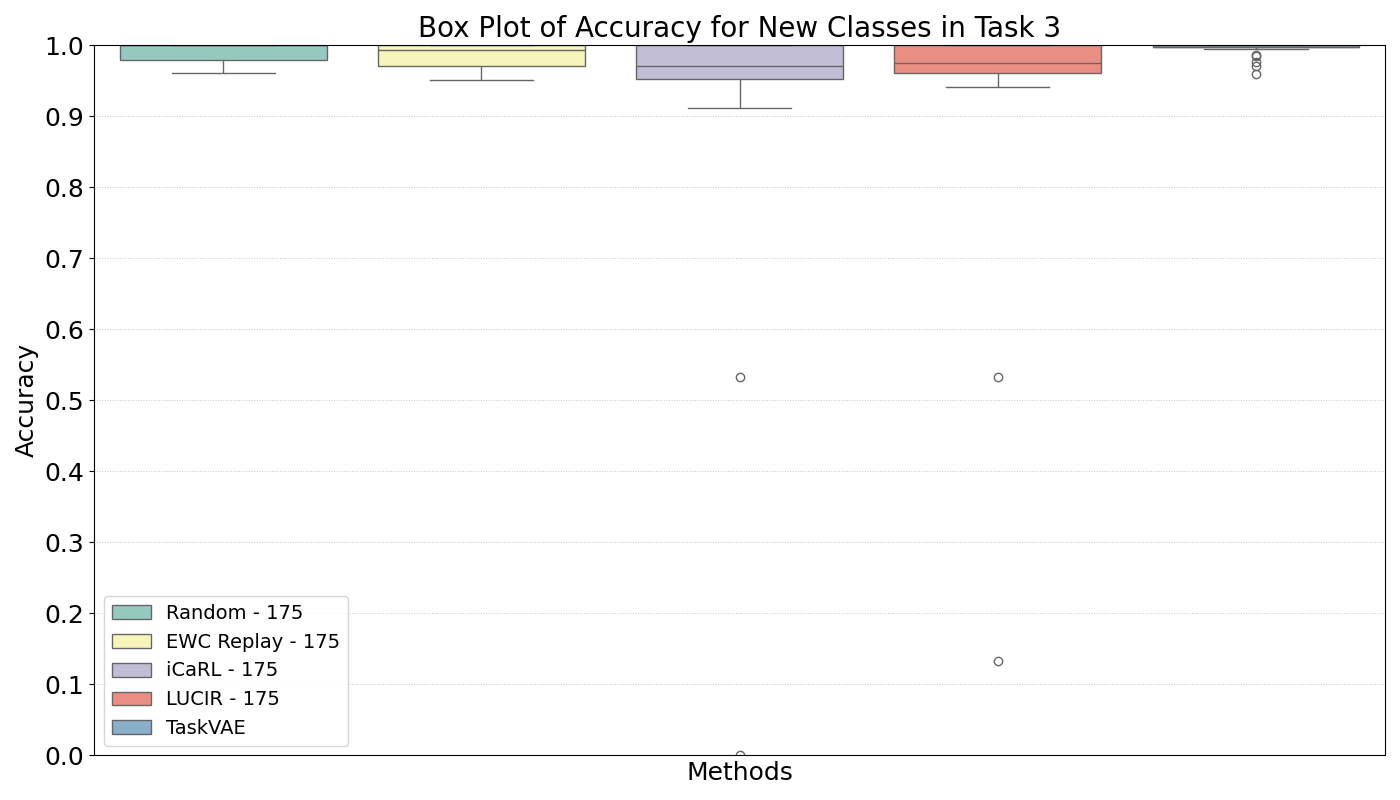 Box Plot of Accuracy for New Classes in Task 3
1.0
0.9
0.8
0.7
0.6
0.5
0.4
0.3
0.2
0.1
0.0
Accuracy
Random - 175
EWC Replay - 175
iCaRL - 175
LUCIR - 175
TaskVAE
Methods